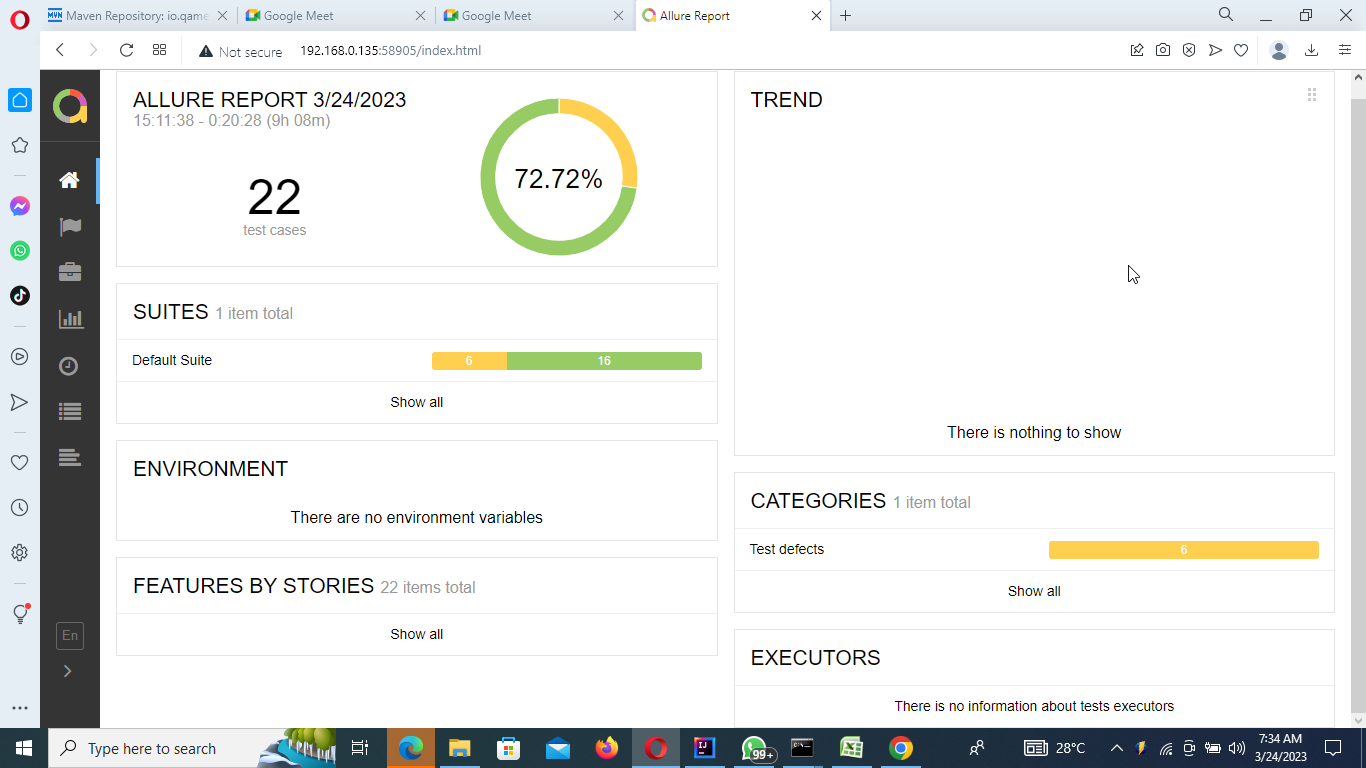 Maven Repository: io.qame
Google Meet
Google Meet
Allure Report
Not secure
192.168.0.135:58905/index.html
ALLURE REPORT 3/24/2023
15:11:38 - 0:20:28 (9h 08m)
22
test cases
72.72%
TREND
There is nothing to show
SUITES 1 item total
Default Suite
6
16
Show all
ENVIRONMENT
There are no environment variables
FEATURES BY STORIES 22 items total
Show all
CATEGORIES 1 item total
Test defects
6
Show all
EXECUTORS
There is no information about tests executors
En
Type here to search
99+
28°C
7:34 AM
3/24/2023